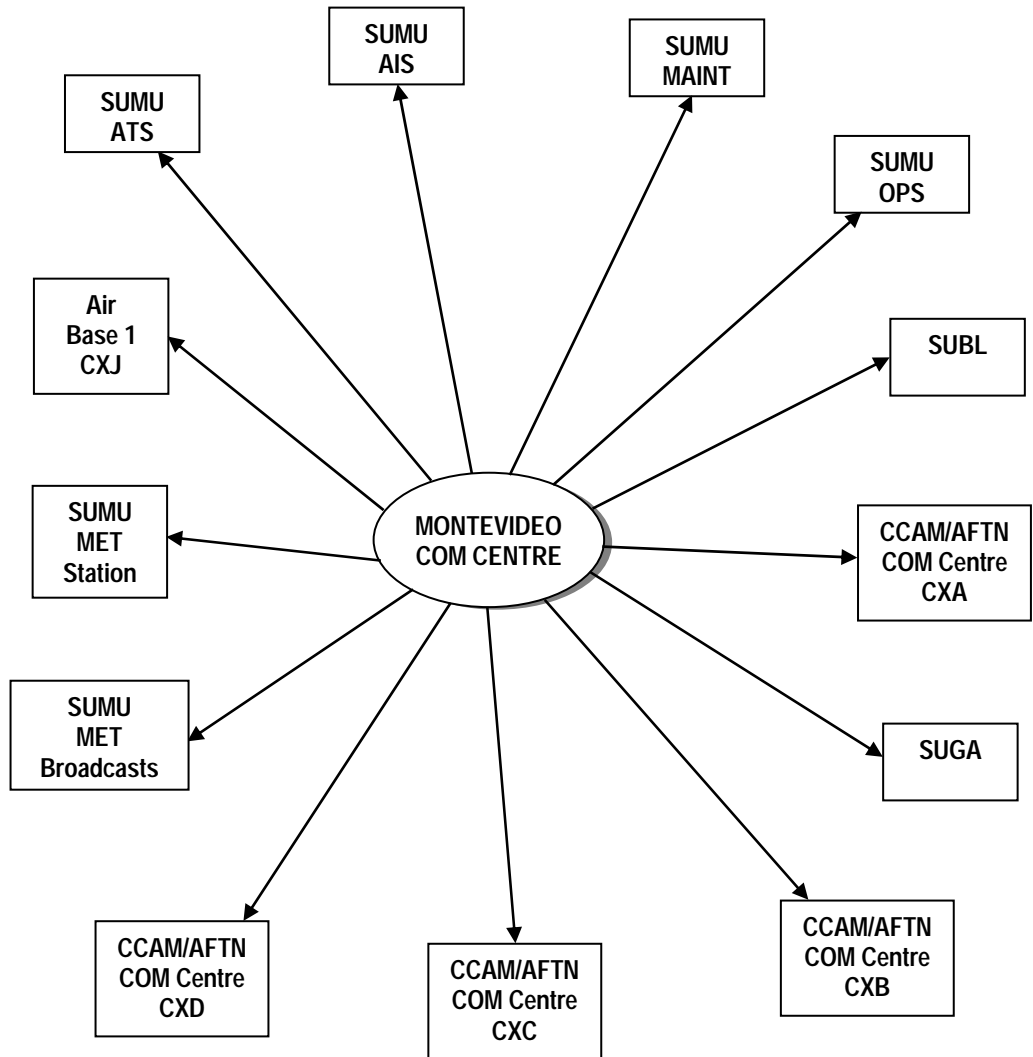 SUMU
AIS
SUMU
MAINT
SUMU
ATS
SUMU
OPS
Air
Base 1
CXJ
SUBL
SUMU
MET
Station
MONTEVIDEO
COM CENTRE
CCAM/AFTN
COM Centre
CXA
SUMU
MET
Broadcasts
SUGA
CCAM/AFTN
COM Centre
CXD
CCAM/AFTN
COM Centre
CXC
CCAM/AFTN
COM Centre
CXB